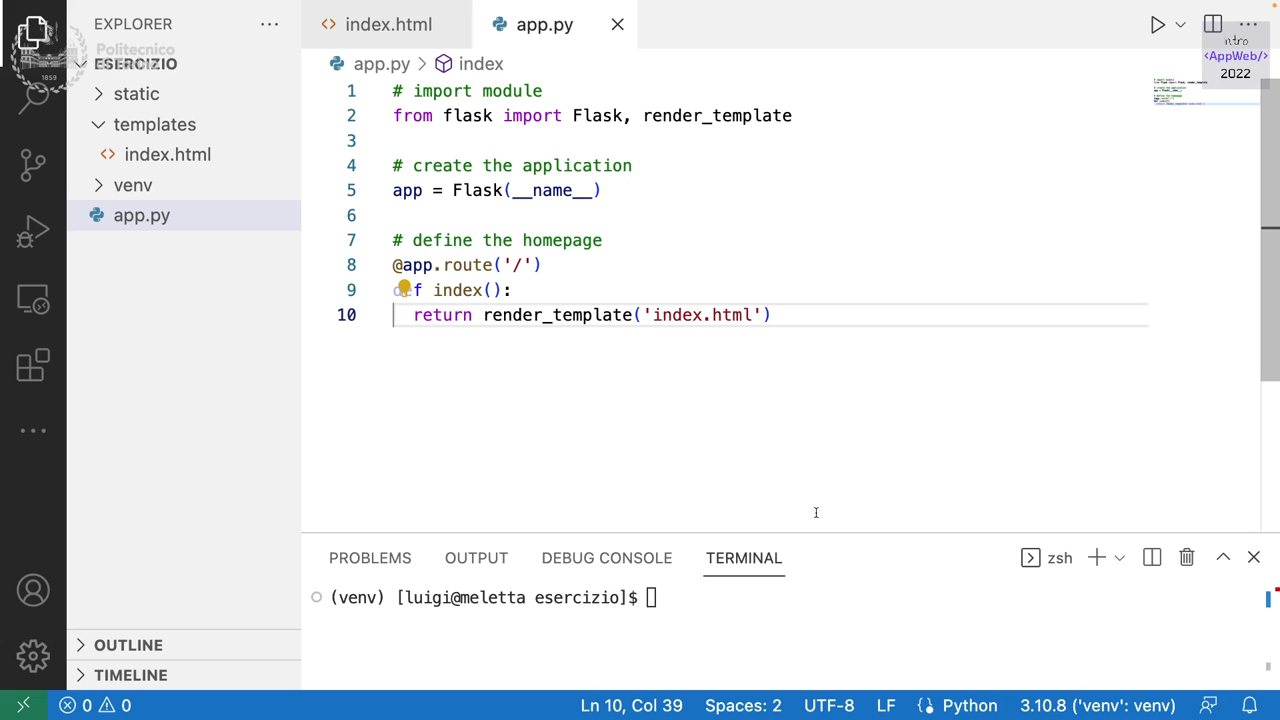 EXPLORER
index.html
app.py
Intro
<AppWeb/>
2022
Politecnico
1859
ESERCIZIO
static
templates
index.html
venv
app.py
app.py
index
1 # import module
2 from flask import Flask, render_template
3
4 # create the application
5 app = Flask(__name__)
6
7 # define the homepage
8 @app.route('/')
9 def index():
10 return render_template('index.html')
PROBLEMS
OUTPUT
DEBUG CONSOLE
TERMINAL
zsh
(venv) [luigi@meletta esercizio]$
OUTLINE
TIMELINE
0
0
Ln 10, Col 39
Spaces: 2
UTF-8
LF
Python
3.10.8 ('venv': venv)